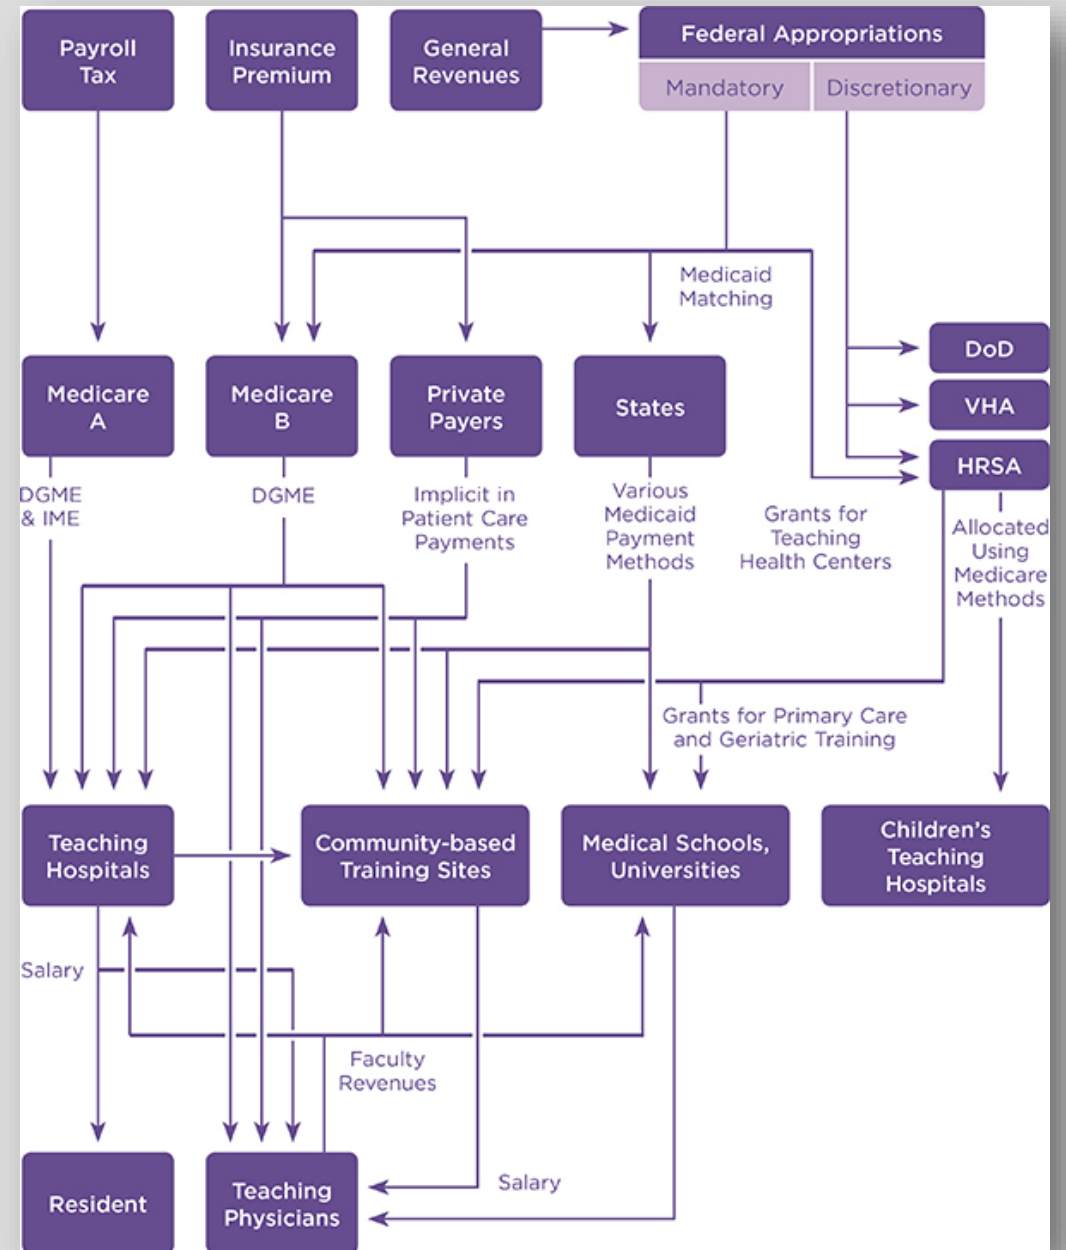 Payroll
Tax
Insurance
Premium
General
Revenues
Federal Appropriations
Mandatory
Discretionary
Medicaid
Matching
DoD
VHA
HRSA
Medicare
A
Medicare
B
Private
Payers
States
DGME
& IME
DGME
Implicit in
Patient Care
Payments
Various
Medicaid
Payment
Methods
Grants for
Teaching
Health Centers
Allocated
Using
Medicare
Methods
Grants for Primary Care
and Geriatric Training
Teaching
Hospitals
Community-based
Training Sites
Medical Schools,
Universities
Children's
Teaching
Hospitals
Salary
Faculty
Revenues
Salary
Resident
Teaching
Physicians